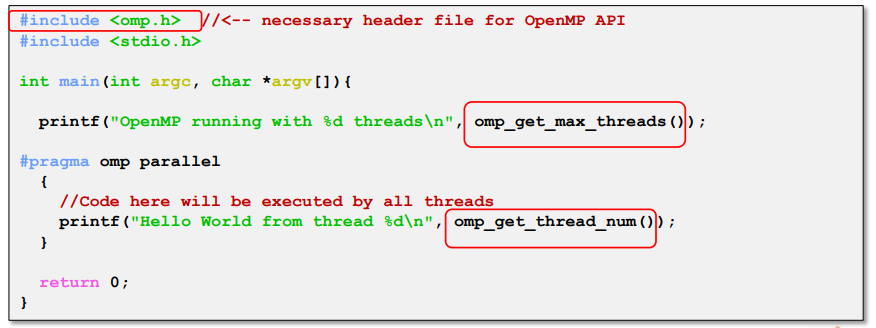 #include <omp.h> //<-- necessary header file for OpenMP API
#include <stdio.h>
int main(int argc, char *argv[]){
printf("OpenMP running with %d threads\n", omp_get_max_threads());
#pragma omp parallel
{
//Code here will be executed by all threads
printf("Hello World from thread %d\n", omp_get_thread_num());
}
return 0;
}